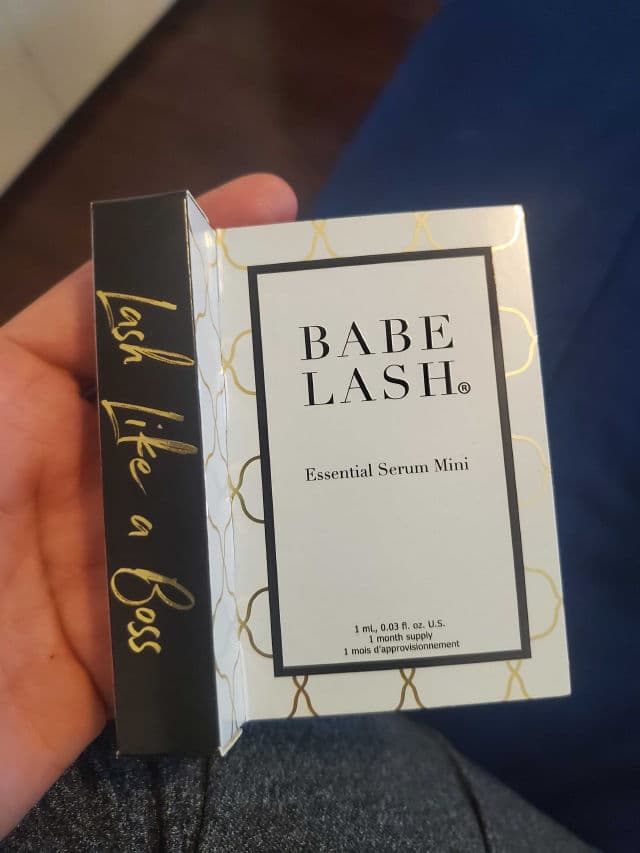 Lash Like a Boss
BABE
LASH®
Essential Serum Mini
1 mL, 0.03 fl. oz. U.S.
1 month supply
1 mois d'approvisionnement